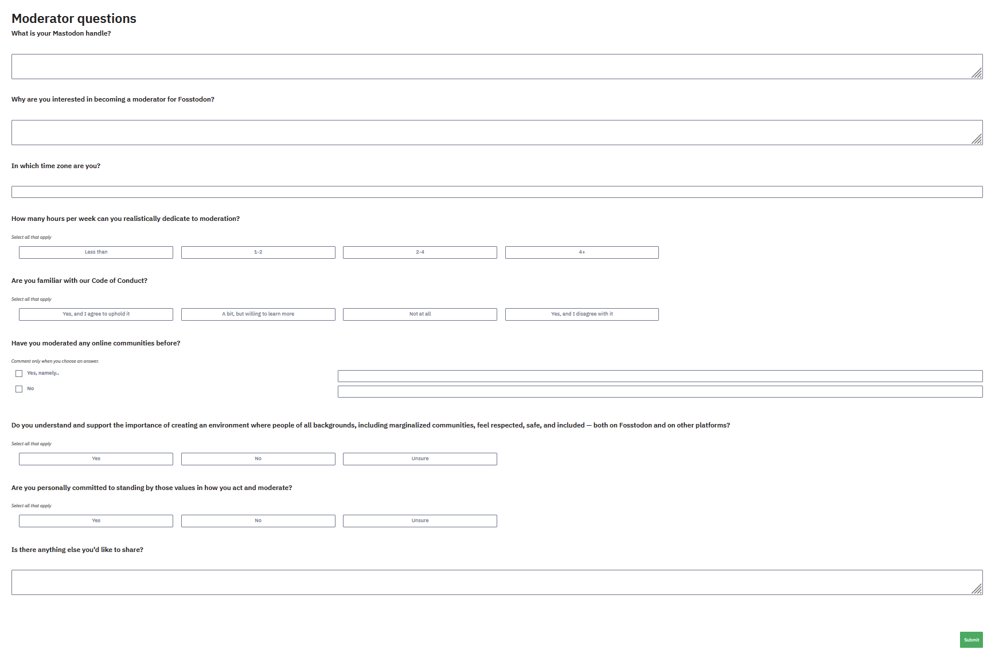 Moderator questions
What is your Mastodon handle?
Why are you interested in becoming a moderator for Fosstodon?
In which time zone are you?
How many hours per week can you realistically dedicate to moderation?
Select all that apply
Less than 1-2 2-4 4+
Are you familiar with our Code of Conduct?
Select all that apply
Yes, and I agree to uphold it A bit, but willing to learn more Not at all Yes, and I disagree with it
Have you moderated any online communities before?
Comment only when you choose an answer.
Yes, namely..
No
Do you understand and support the importance of creating an environment where people of all backgrounds, including marginalized communities, feel respected, safe, and included — both on Fosstodon and on other platforms?
Select all that apply
Yes No Unsure
Are you personally committed to standing by those values in how you act and moderate?
Select all that apply
Yes No Unsure
Is there anything else you'd like to share?
Submit